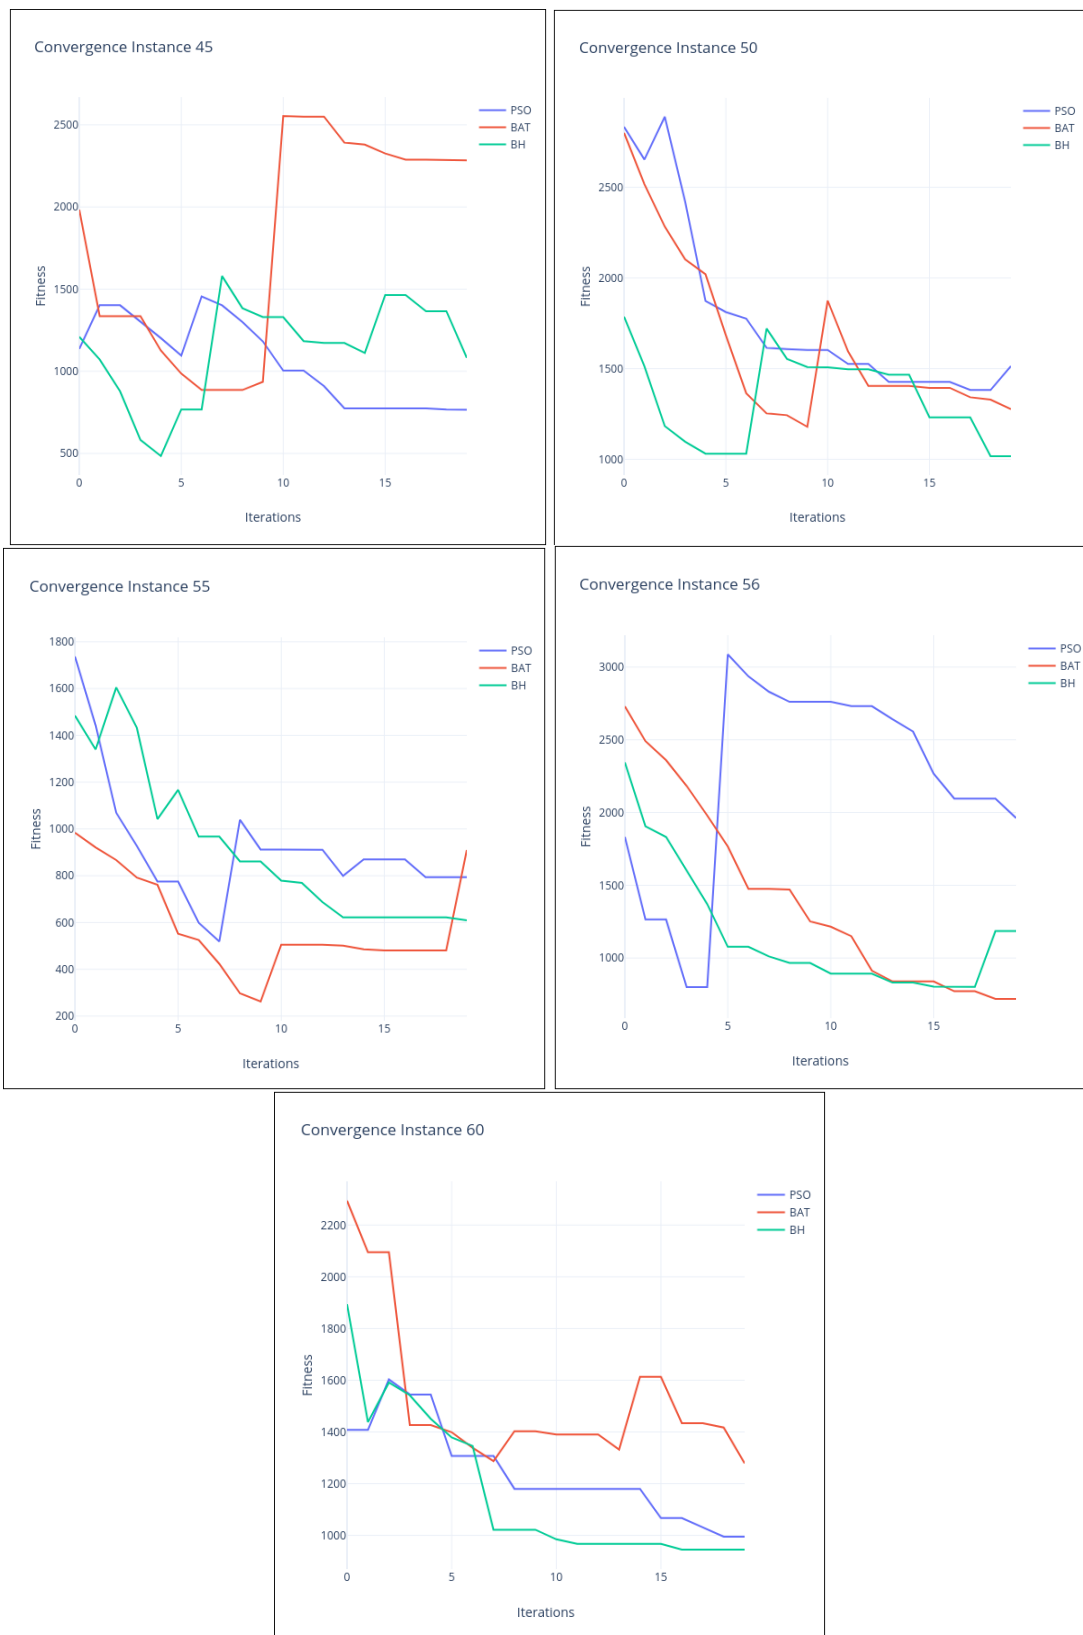 Convergence Instance 45
PSO
BAT
BH
2500
2000
1500
1000
500
Fitness
0 5 10 15
Iterations
Convergence Instance 50
PSO
BAT
BH
2500
2000
1500
1000
Fitness
0 5 10 15
Iterations
Convergence Instance 55
PSO
BAT
BH
1800
1600
1400
1200
1000
800
600
400
200
Fitness
0 5 10 15
Iterations
Convergence Instance 56
PSO
BAT
BH
3000
2500
2000
1500
1000
Fitness
0 5 10 15
Iterations
Convergence Instance 60
PSO
BAT
BH
2200
2000
1800
1600
1400
1200
1000
Fitness
0 5 10 15
Iterations